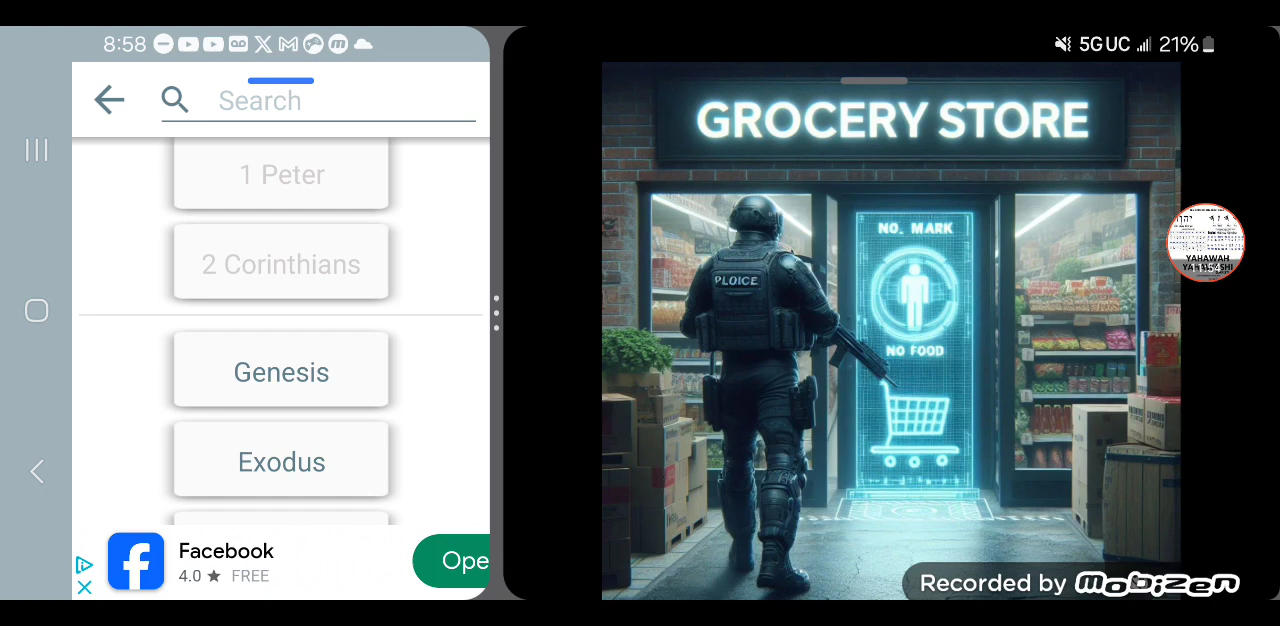 8:58
5G UC 21%
Search
1 Peter
2 Corinthians
Genesis
Exodus
Facebook
4.0 ★ FREE
Ope
GROCERY STORE
NO. MARK
PLOICE
NO FOOD
YAHAWAH
Recorded by mobizen